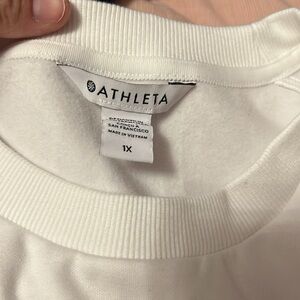 ATHLETA
SAN FRANCISCO
MADE IN VIETNAM
1X